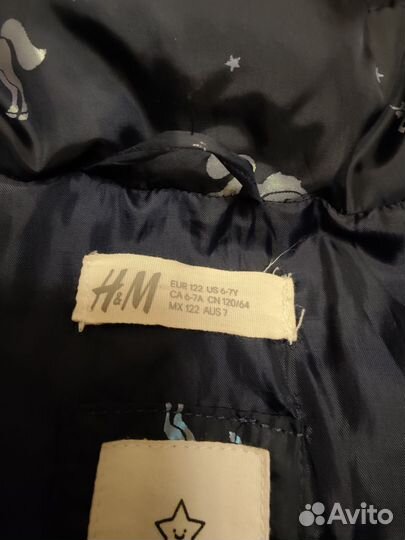 H&M
EUR 122 US 6-7Y
CA 6-7A CN 120/64
MX 122 AUS 7
Avito